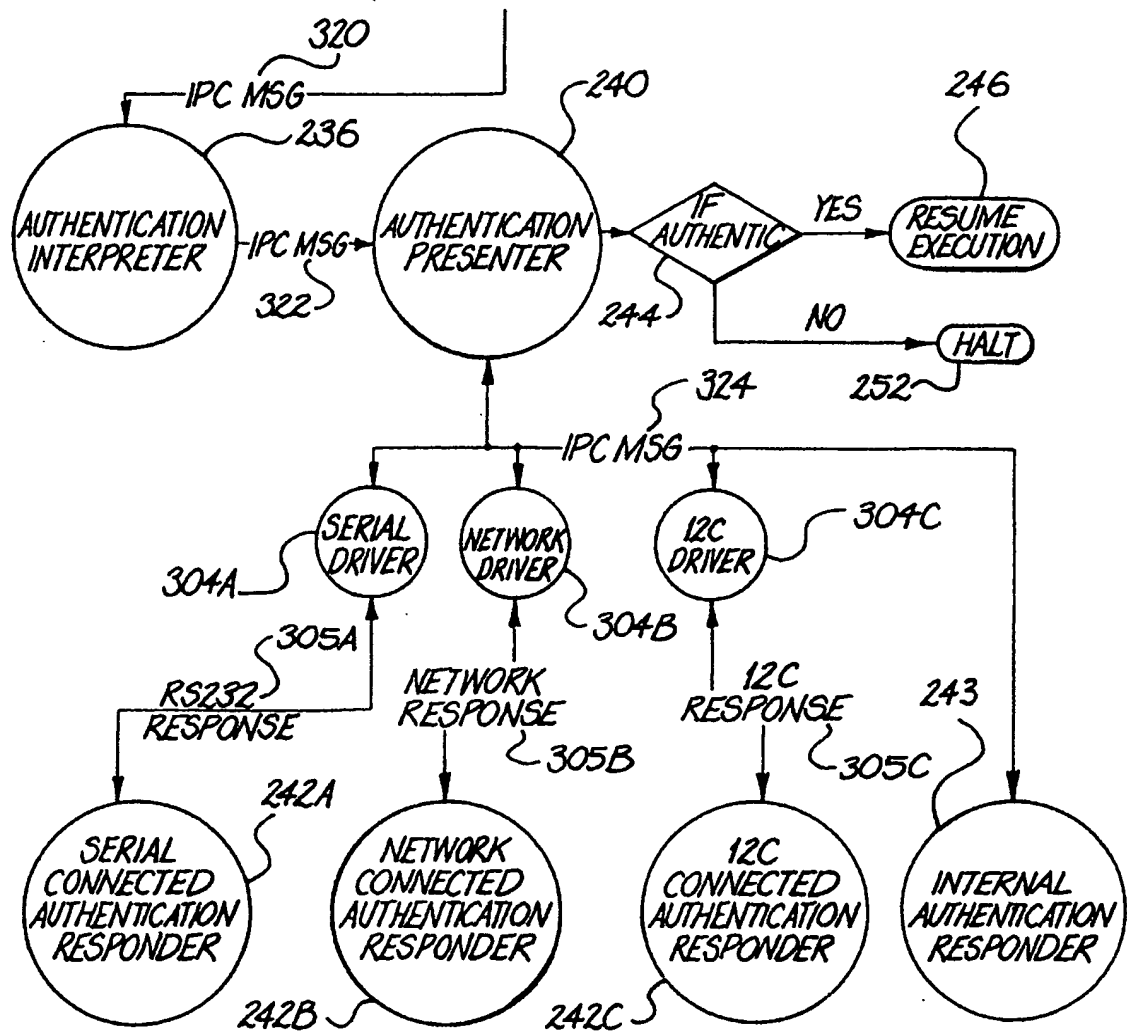 320
IPC MSG
240
246
236
AUTHENTICATION
INTERPRETER
IPC MSG
322
AUTHENTICATION
PRESENTER
IF
AUTHENTIC
YES
RESUME
EXECUTION
244
NO
HALT
252
324
IPC MSG
SERIAL
DRIVER
304A
NETWORK
DRIVER
304B
12C
DRIVER
304C
305A
RS232
RESPONSE
NETWORK
RESPONSE
305B
12C
RESPONSE
305C
243
242A
SERIAL
CONNECTED
AUTHENTICATION
RESPONDER
NETWORK
CONNECTED
AUTHENTICATION
RESPONDER
242B
12C
CONNECTED
AUTHENTICATION
RESPONDER
242C
INTERNAL
AUTHENTICATION
RESPONDER